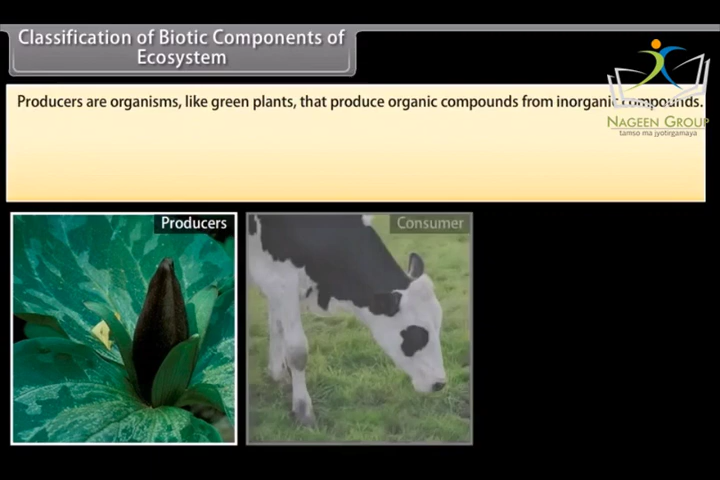 Classification of Biotic Components of
Ecosystem
Producers are organisms, like green plants, that produce organic compounds from inorganic compounds.
NAGEEN GROUP
tamso ma jyotirgamaya
Producers
Consumer